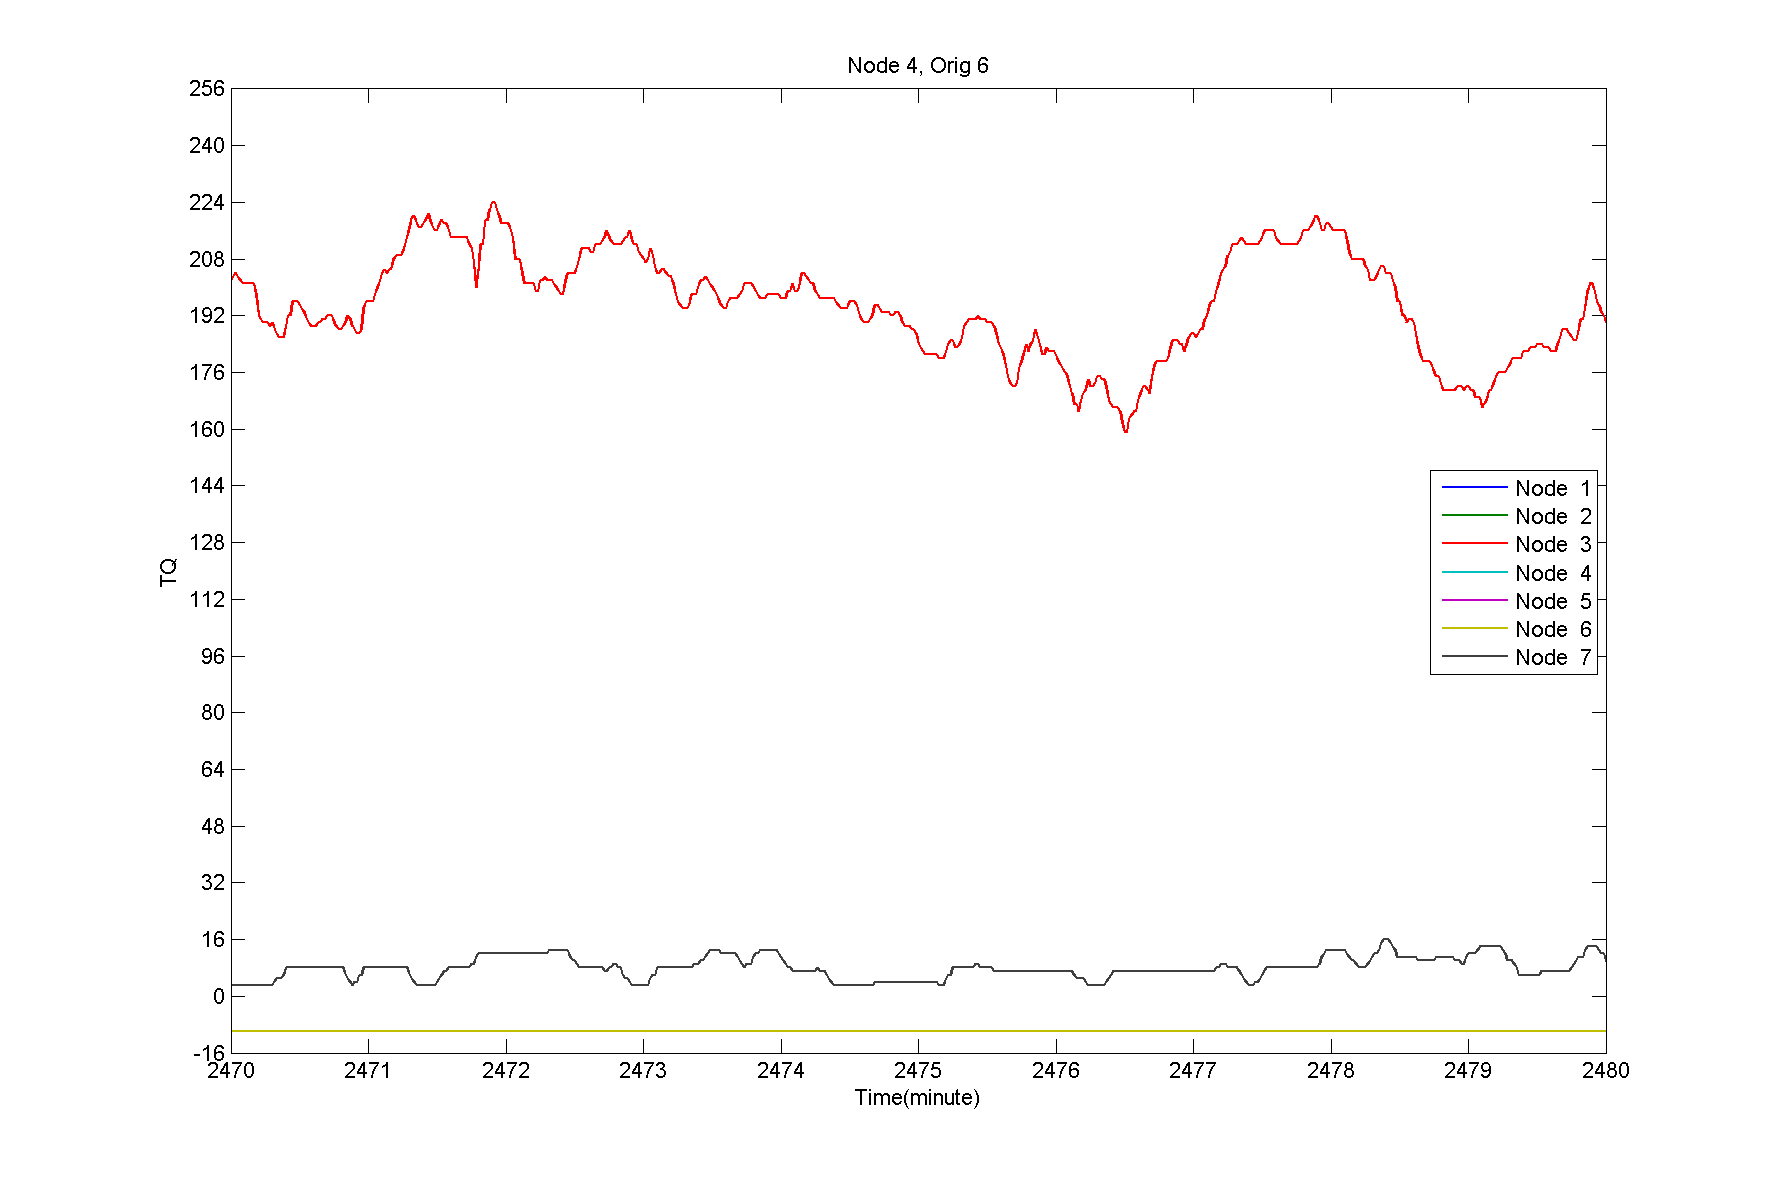 Node 4, Orig 6
256
240
224
208
192
176
160
144
128
112
96
80
64
48
32
16
0
-16
TQ
Node 1
Node 2
Node 3
Node 4
Node 5
Node 6
Node 7
2470 2471 2472 2473 2474 2475 2476 2477 2478 2479 2480
Time(minute)